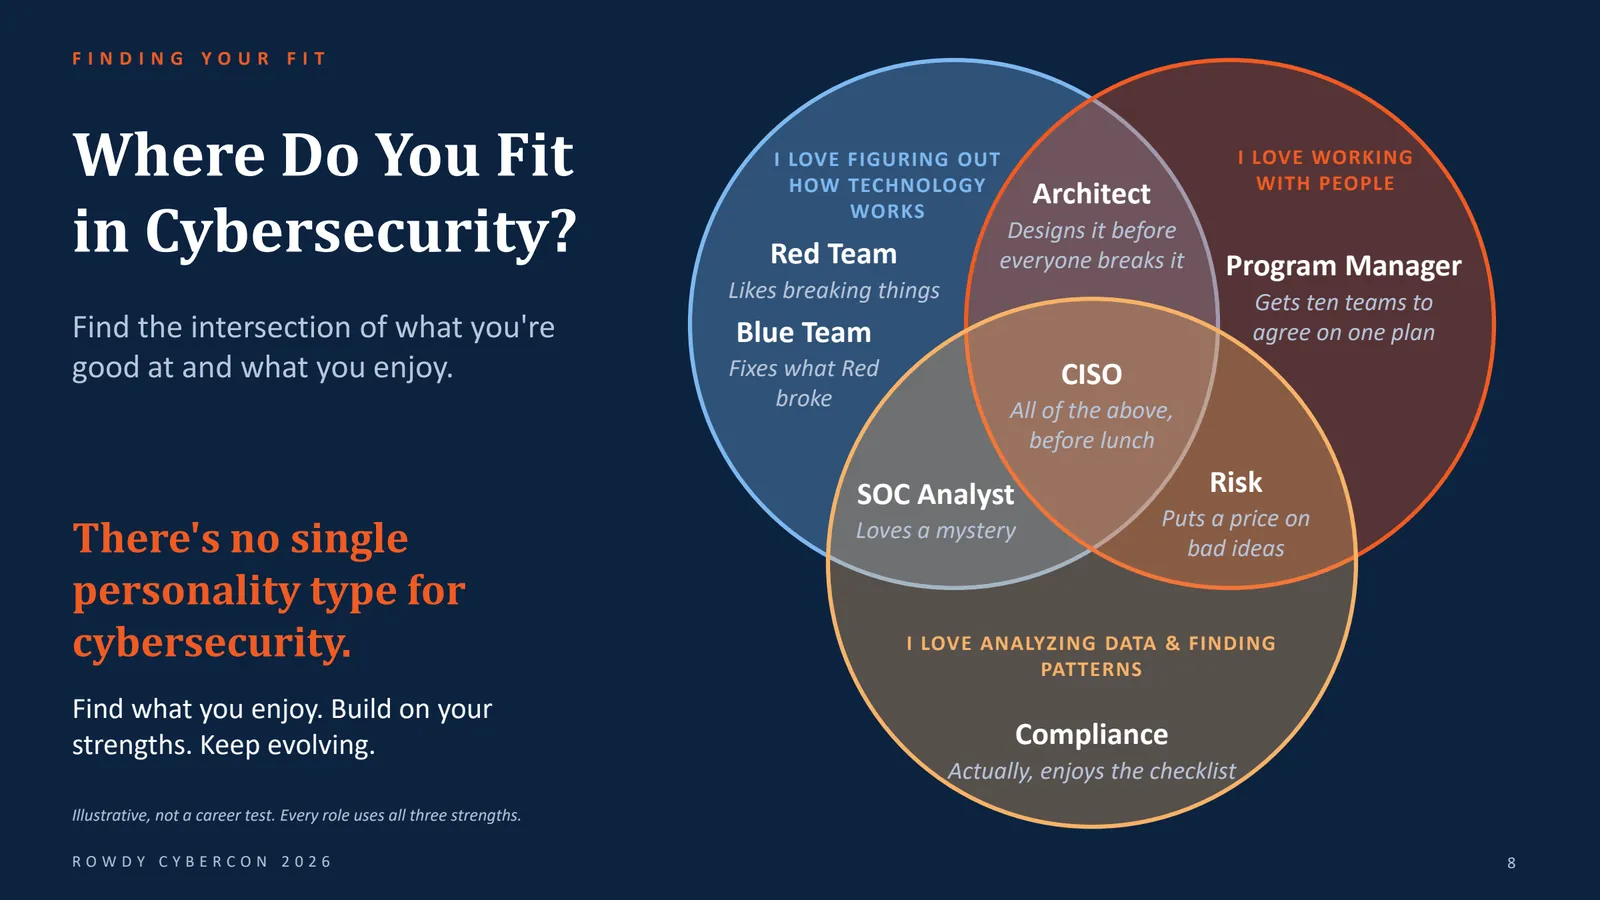 FINDING YOUR FIT
Where Do You Fit
in Cybersecurity?
Find the intersection of what you're
good at and what you enjoy.
There's no single
personality type for
cybersecurity.
Find what you enjoy. Build on your
strengths. Keep evolving.
Illustrative, not a career test. Every role uses all three strengths.
ROWDY CYBERCON 2026
I LOVE FIGURING OUT
HOW TECHNOLOGY
WORKS
Red Team
Likes breaking things
Blue Team
Fixes what Red
broke
Architect
Designs it before
everyone breaks it
I LOVE WORKING
WITH PEOPLE
Program Manager
Gets ten teams to
agree on one plan
CISO
All of the above,
before lunch
SOC Analyst
Loves a mystery
Risk
Puts a price on
bad ideas
I LOVE ANALYZING DATA & FINDING
PATTERNS
Compliance
Actually, enjoys the checklist
8